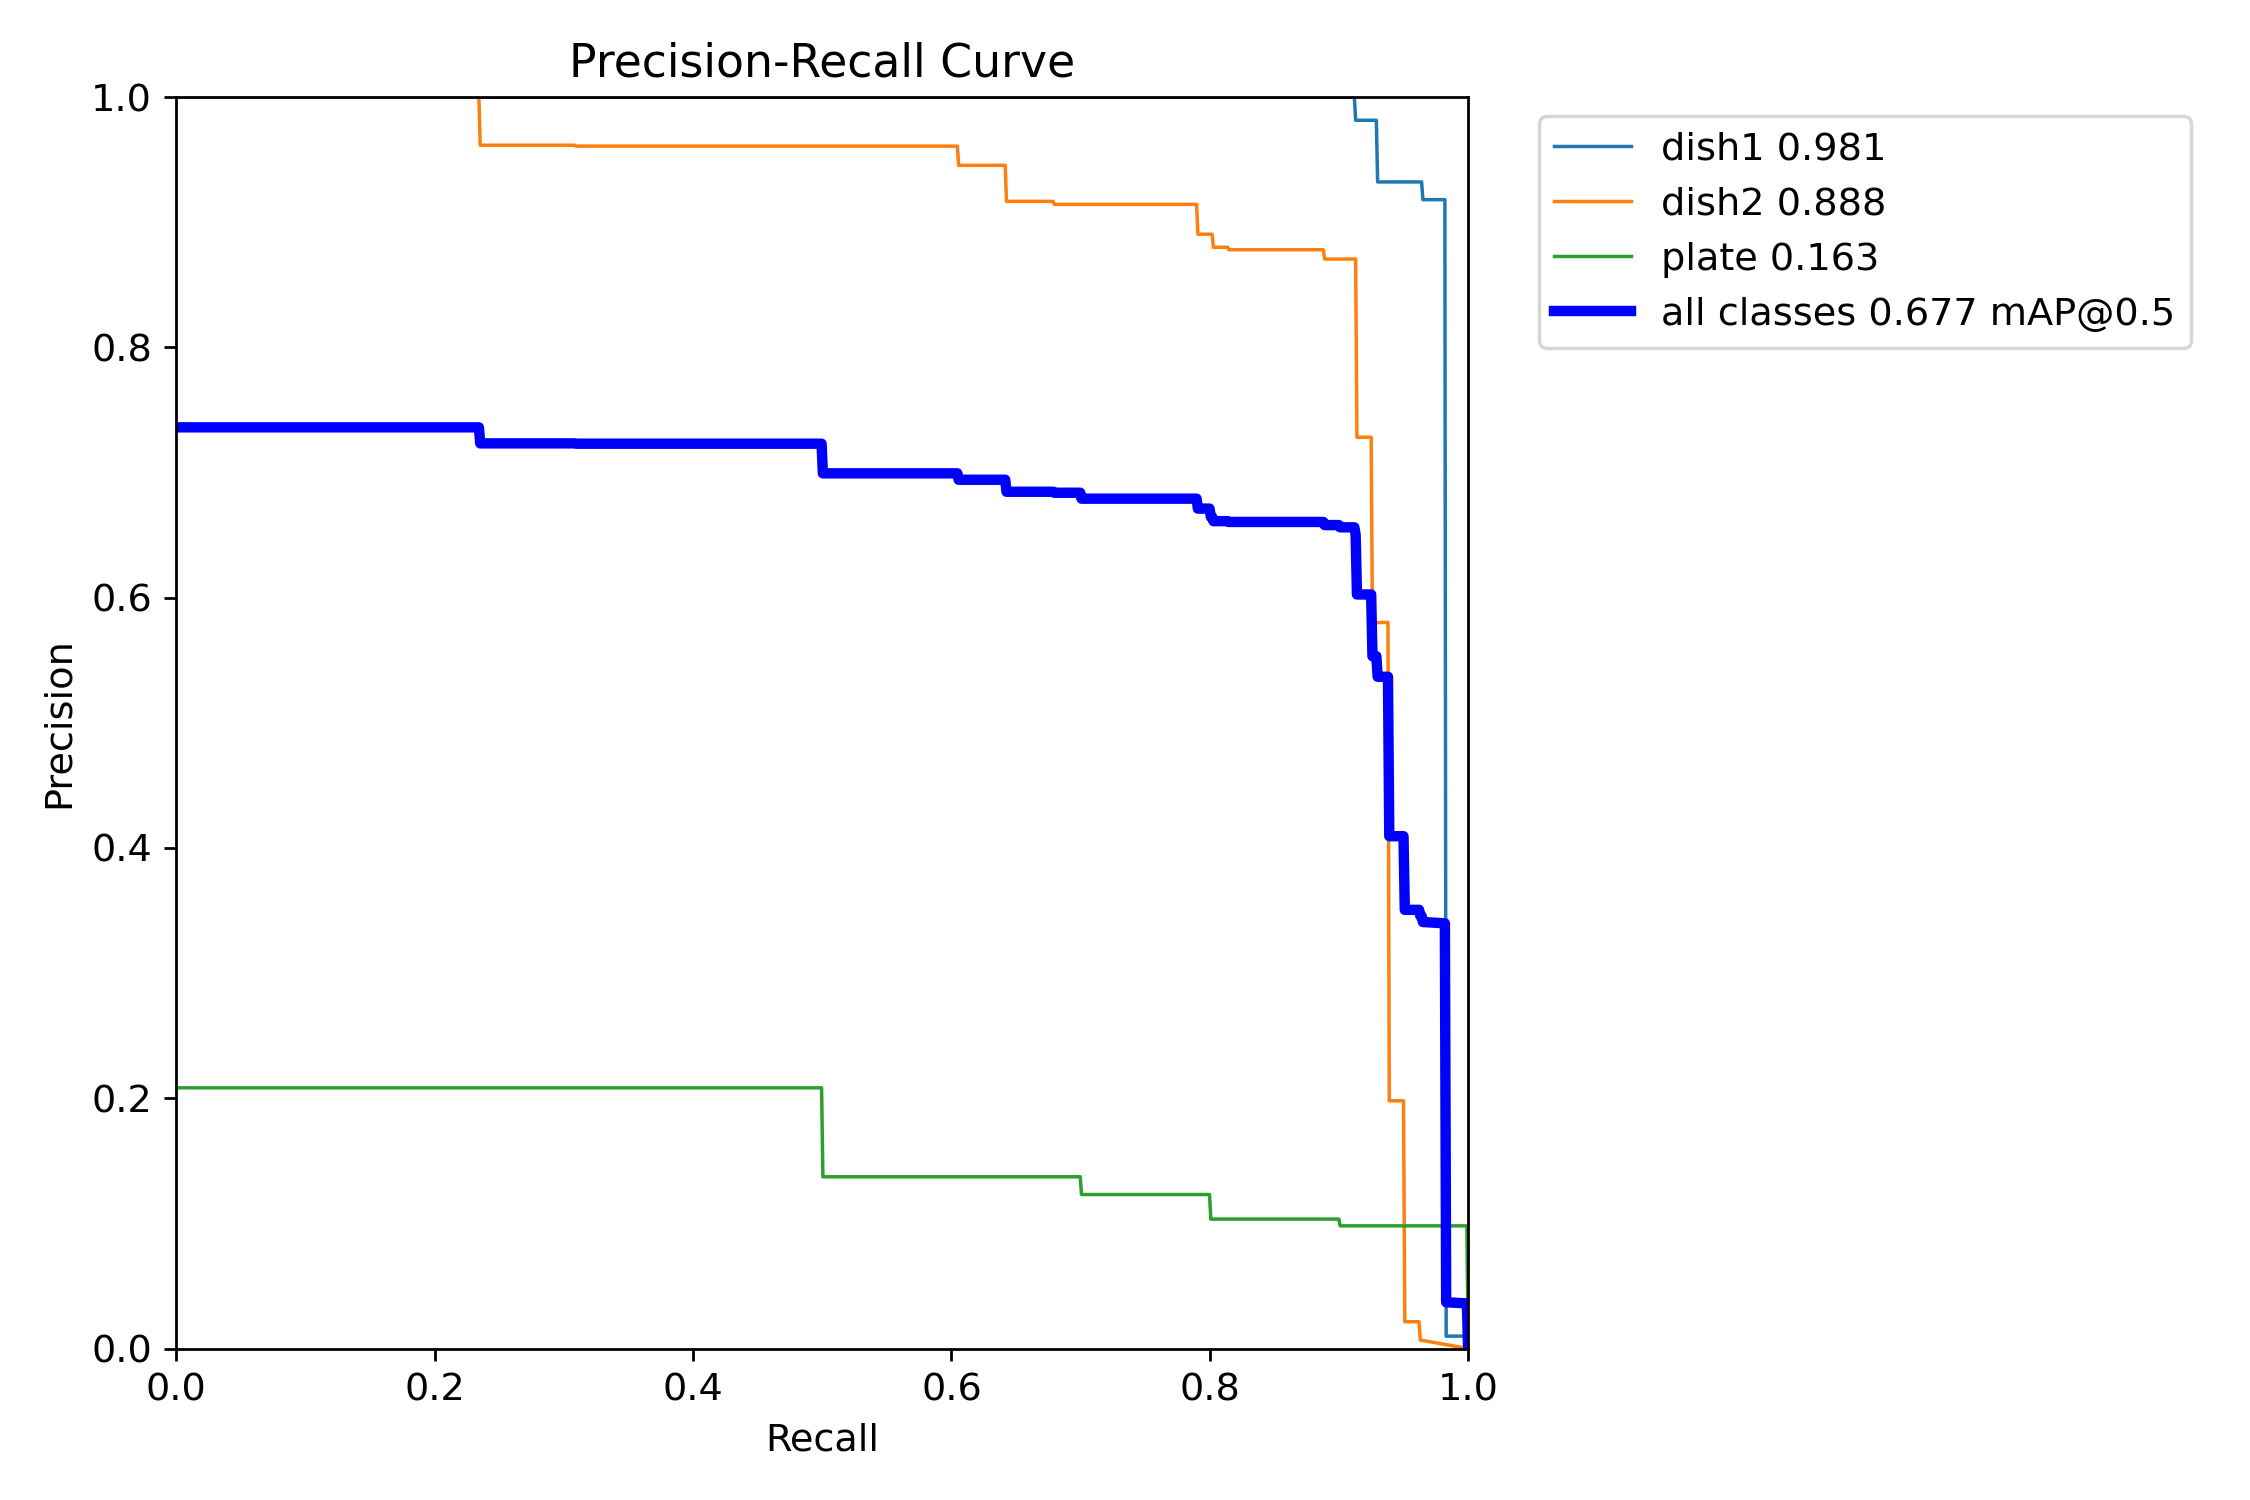 Precision-Recall Curve
1.0
0.8
0.6
0.4
0.2
0.0
Precision
0.0 0.2 0.4 0.6 0.8 1.0
Recall
dish1 0.981
dish2 0.888
plate 0.163
all classes 0.677 mAP@0.5